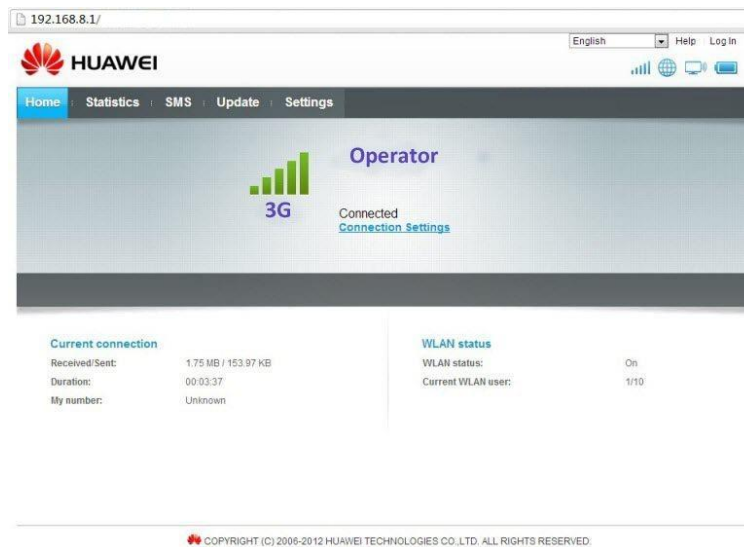 192.168.8.1/
English Help Log In
HUAWEI
Home Statistics SMS Update Settings
Operator
3G
Connected
Connection Settings
Current connection
Received/Sent: 1.75 MB / 153.97 KB
Duration: 00:03:37
My number: Unknown
WLAN status
WLAN status: On
Current WLAN user: 1/10
COPYRIGHT (C) 2006-2012 HUAWEI TECHNOLOGIES CO.,LTD. ALL RIGHTS RESERVED.